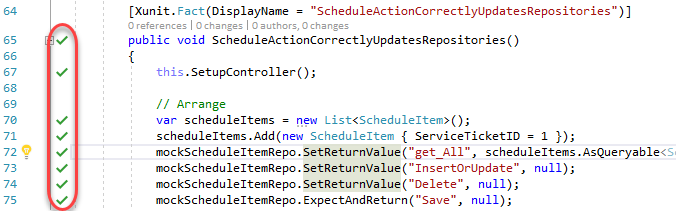 64 [Xunit.Fact(DisplayName = "ScheduleActionCorrectlyUpdatesRepositories")]
0 references | 0 changes | 0 authors, 0 changes
65 public void ScheduleActionCorrectlyUpdatesRepositories()
66 {
67 this.SetupController();
68
69 // Arrange
70 var scheduleItems = new List<ScheduleItem>();
71 scheduleItems.Add(new ScheduleItem { ServiceTicketID = 1 });
72 mockScheduleItemRepo.SetReturnValue("get_All", scheduleItems.AsQueryable<S
73 mockScheduleItemRepo.SetReturnValue("InsertOrUpdate", null);
74 mockScheduleItemRepo.SetReturnValue("Delete", null);
75 mockScheduleItemRepo.ExpectAndReturn("Save", null);